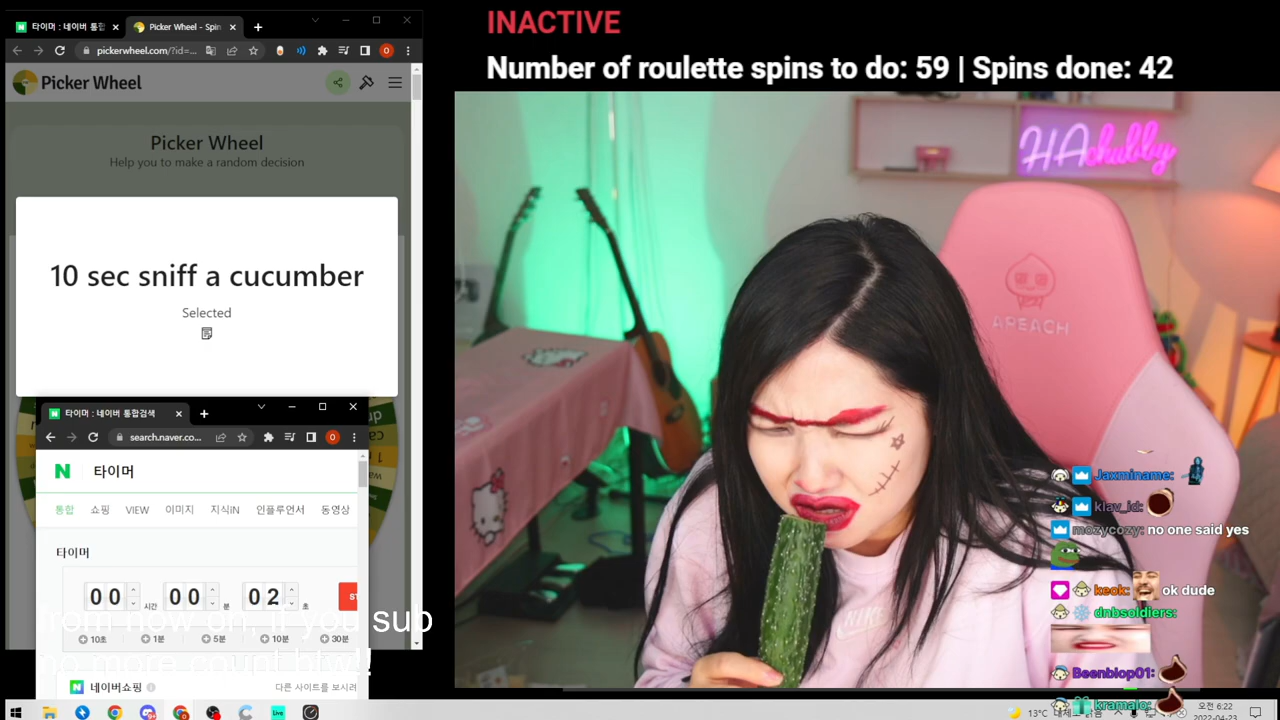 INACTIVE
Number of roulette spins to do: 59 | Spins done: 42
타이머 : 네이버 통합
Picker Wheel - Spin
pickerwheel.com/?id=...
Picker Wheel
Picker Wheel
Help you to make a random decision
10 sec sniff a cucumber
Selected
타이머 : 네이버 통합검색
search.naver.co...
N 타이머
통합 쇼핑 VIEW 이미지 지식iN 인플루언서 동영상
타이머
00 시간 00 분 02 초
10초 1분 5분 10분 30분
from now on, if you sub
no more count btw!!
네이버쇼핑
다른 사이트를 보시려
HAchubby
APEACH
Jaxminame:
klav_id:
mozycozy: no one said yes
keok: ok dude
dnbsoldiers:
Beenblop01:
kramalo:
13°C
오전 6:22
2022-04-23